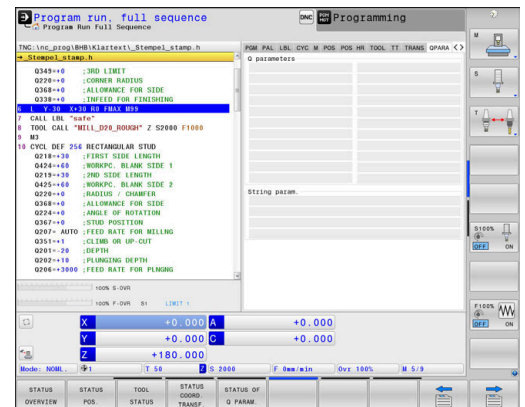 Program run, full sequence
Program Run Full Sequence
DNC
Programming
TNC:\nc_prog\BHB\Klartext\_Stempel_stamp.h
→_Stempel_stamp.h
Q349=+0 ;3RD LIMIT
Q220=+0 ;CORNER RADIUS
Q368=+0 ;ALLOWANCE FOR SIDE
Q338=+0 ;INFEED FOR FINISHING
6 L Y-30 X+30 R0 FMAX M99
7 CALL LBL "safe"
8 TOOL CALL "MILL_D20_ROUGH" Z S2000 F1000
9 M3
10 CYCL DEF 256 RECTANGULAR STUD
Q218=+30 ;FIRST SIDE LENGTH
Q424=+60 ;WORKPC. BLANK SIDE 1
Q219=+30 ;2ND SIDE LENGTH
Q425=+60 ;WORKPC. BLANK SIDE 2
Q220=+0 ;RADIUS / CHAMFER
Q368=+0 ;ALLOWANCE FOR SIDE
Q224=+0 ;ANGLE OF ROTATION
Q367=+0 ;STUD POSITION
Q207= AUTO ;FEED RATE FOR MILLNG
Q351=+1 ;CLIMB OR UP-CUT
Q201=-20 ;DEPTH
Q202=+10 ;PLUNGING DEPTH
Q206=+3000 ;FEED RATE FOR PLNGNG
PGM PAL LBL CYC M POS POS HR TOOL TT TRANS QPARA
Q parameters
String param.
100% S-OVR
100% F-OVR S1 LIMIT 1
X +0.000 A +0.000
Y +0.000 C +0.000
Z +180.000
Mode: NOML. 1 T 50 Z S 2000 F 0mm/min Ovr 100% M 5/9
STATUS OVERVIEW
STATUS POS.
TOOL STATUS
STATUS COORD. TRANSF.
STATUS OF Q PARAM.
M
S
T
S100%
OFF ON
F100%
OFF ON